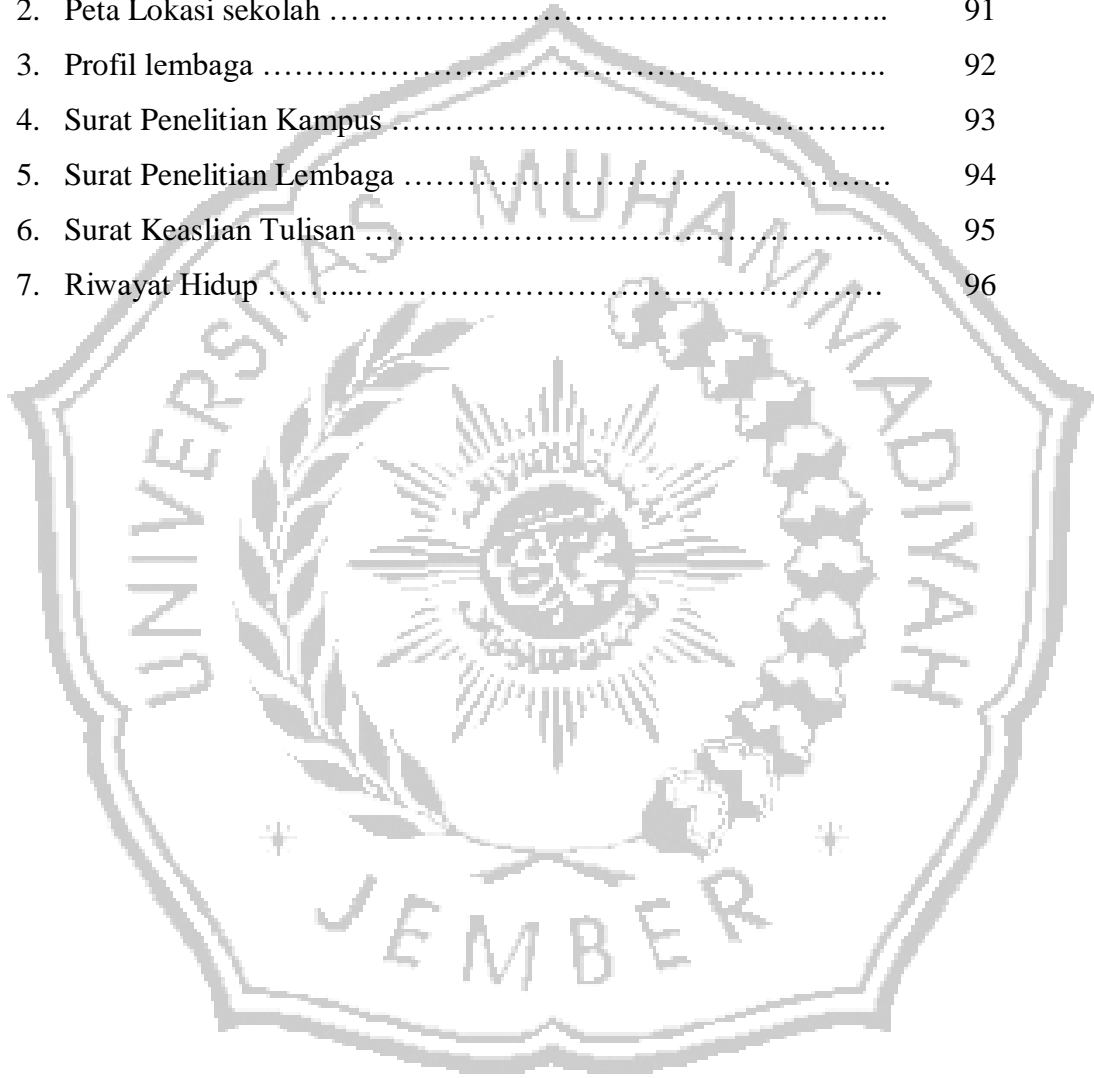 2. Peta Lokasi sekolah ……………………………………………….. 91
3. Profil lembaga …………………………………………………….. 92
4. Surat Penelitian Kampus ………………………………………….. 93
5. Surat Penelitian Lembaga …………………………………………. 94
6. Surat Keaslian Tulisan ……………………………………………. 95
7. Riwayat Hidup ……...……………………………………………. 96
UNIVERSITAS MUHAMMADIYAH
JEMBER